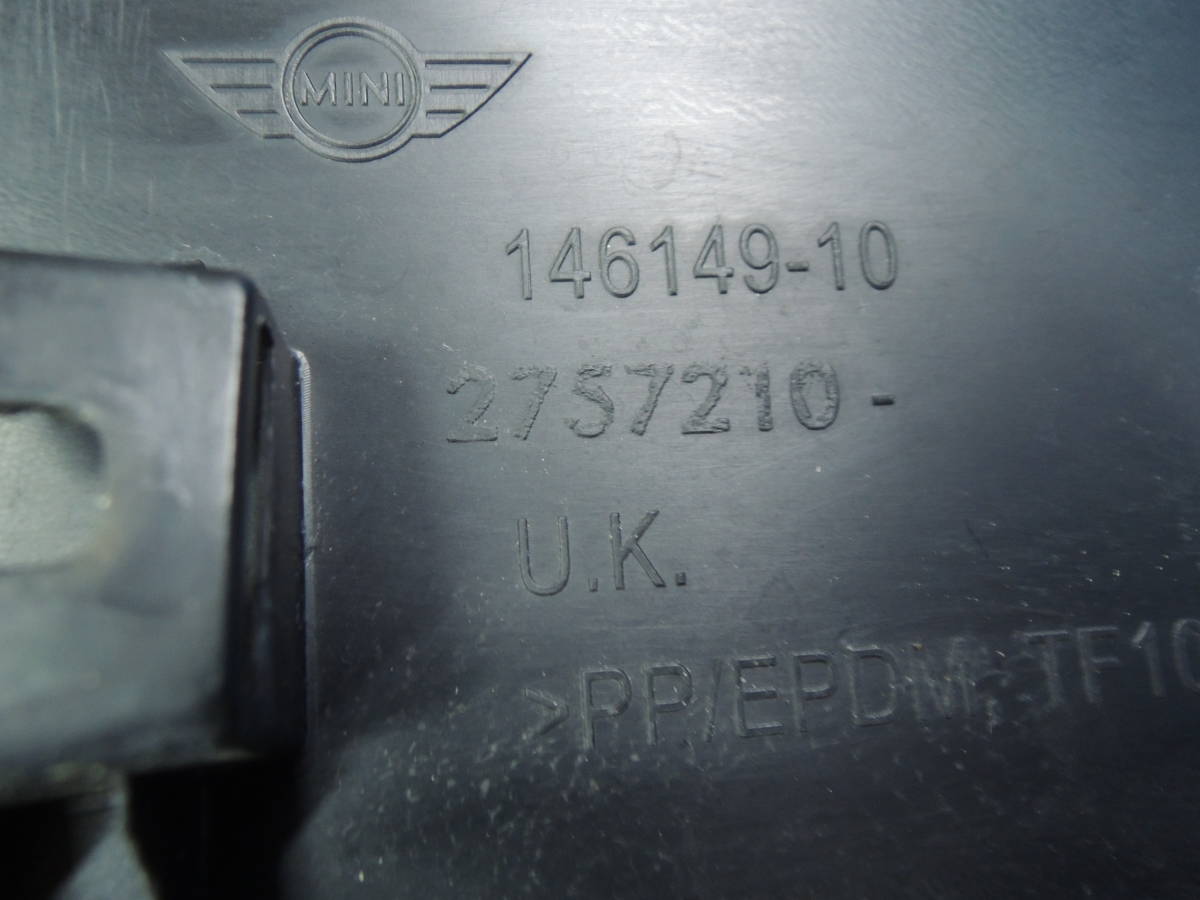 MINI
146149-10
2757210 -
U.K.
>PP/EPDM-TF10